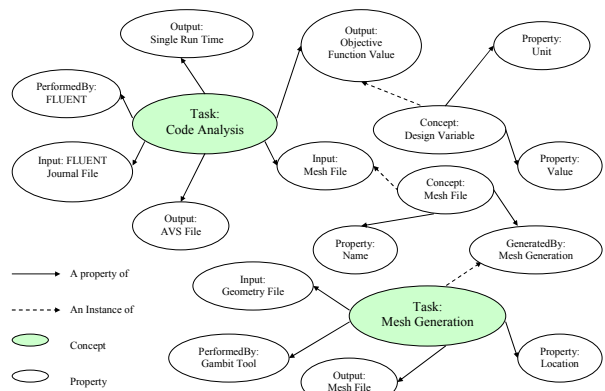 Output:
Single Run Time
Output:
Objective
Function Value
Property:
Unit
PerformedBy:
FLUENT
Task:
Code Analysis
Concept:
Design Variable
Input: FLUENT
Journal File
Input:
Mesh File
Property:
Value
Concept:
Mesh File
Output:
AVS File
Property:
Name
GeneratedBy:
Mesh Generation
A property of
Input:
Geometry File
An Instance of
Task:
Mesh Generation
Concept
PerformedBy:
Gambit Tool
Property:
Location
Property
Output:
Mesh File